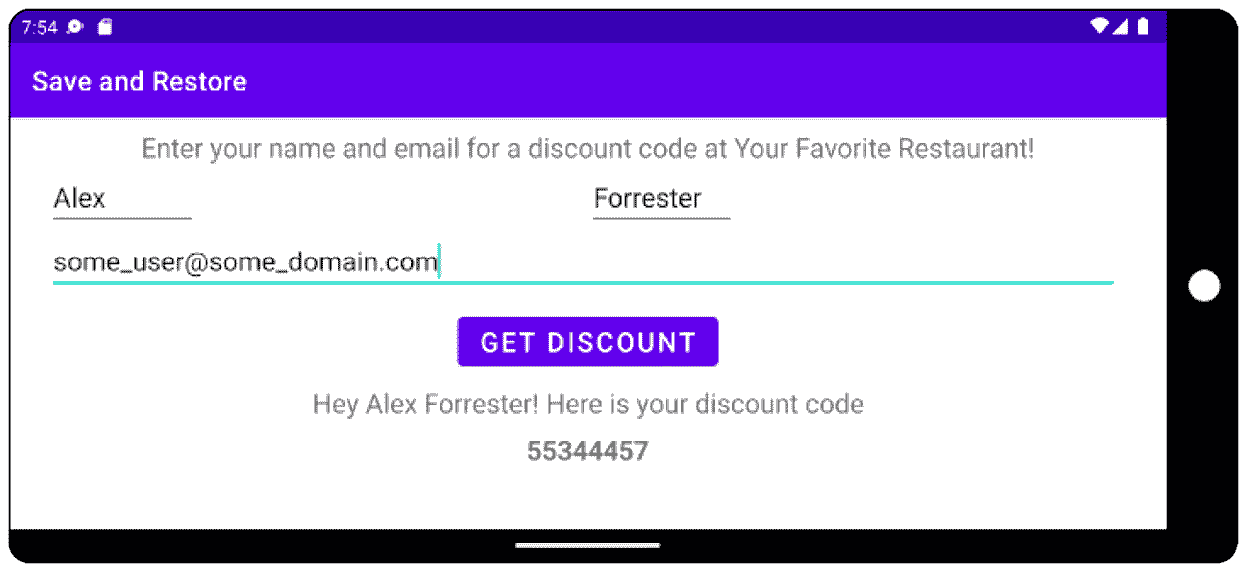 7:54
Save and Restore
Enter your name and email for a discount code at Your Favorite Restaurant!
Alex Forrester
some_user@some_domain.com
GET DISCOUNT
Hey Alex Forrester! Here is your discount code
55344457